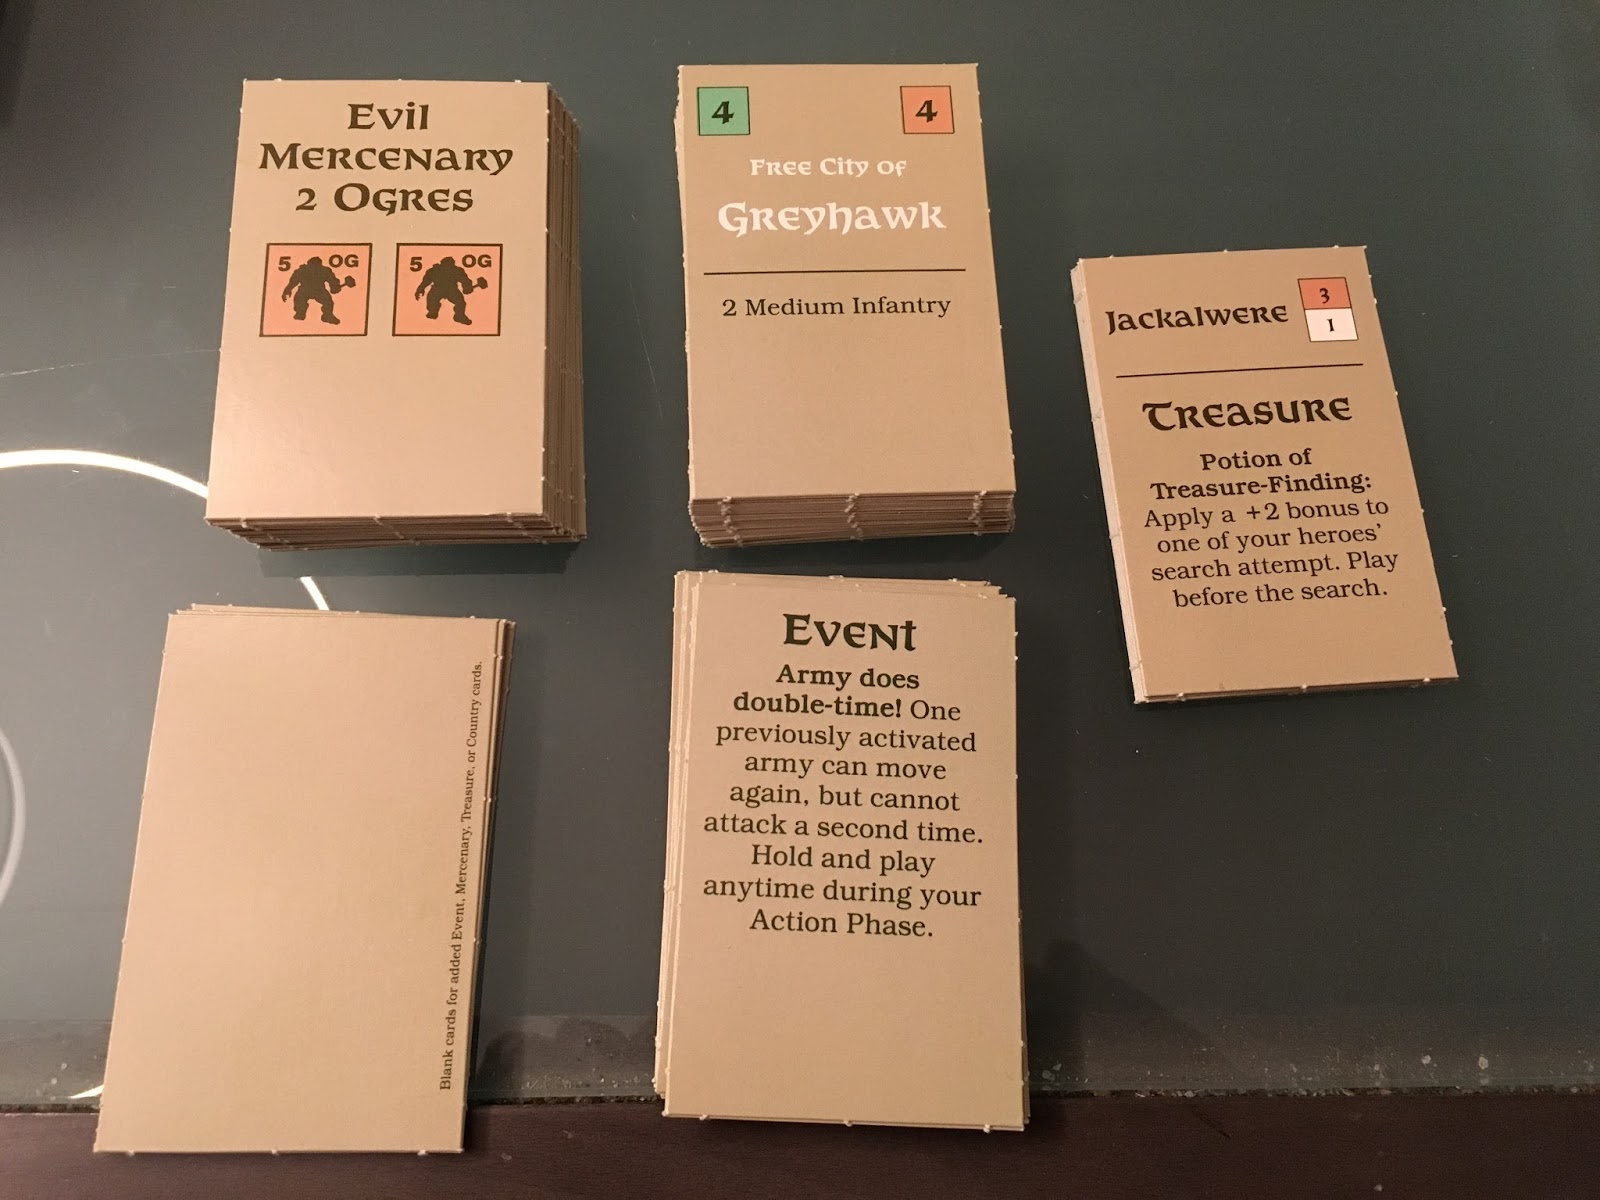 Evil
Mercenary
2 Ogres
5 OG
5 OG
4
4
Free City of
Greyhawk
2 Medium Infantry
Jackalwere
3
1
Treasure
Potion of
Treasure-Finding:
Apply a +2 bonus to
one of your heroes'
search attempt. Play
before the search.
Blank cards for added Event, Mercenary, Treasure, or Country cards.
Event
Army does
double-time! One
previously activated
army can move
again, but cannot
attack a second time.
Hold and play
anytime during your
Action Phase.